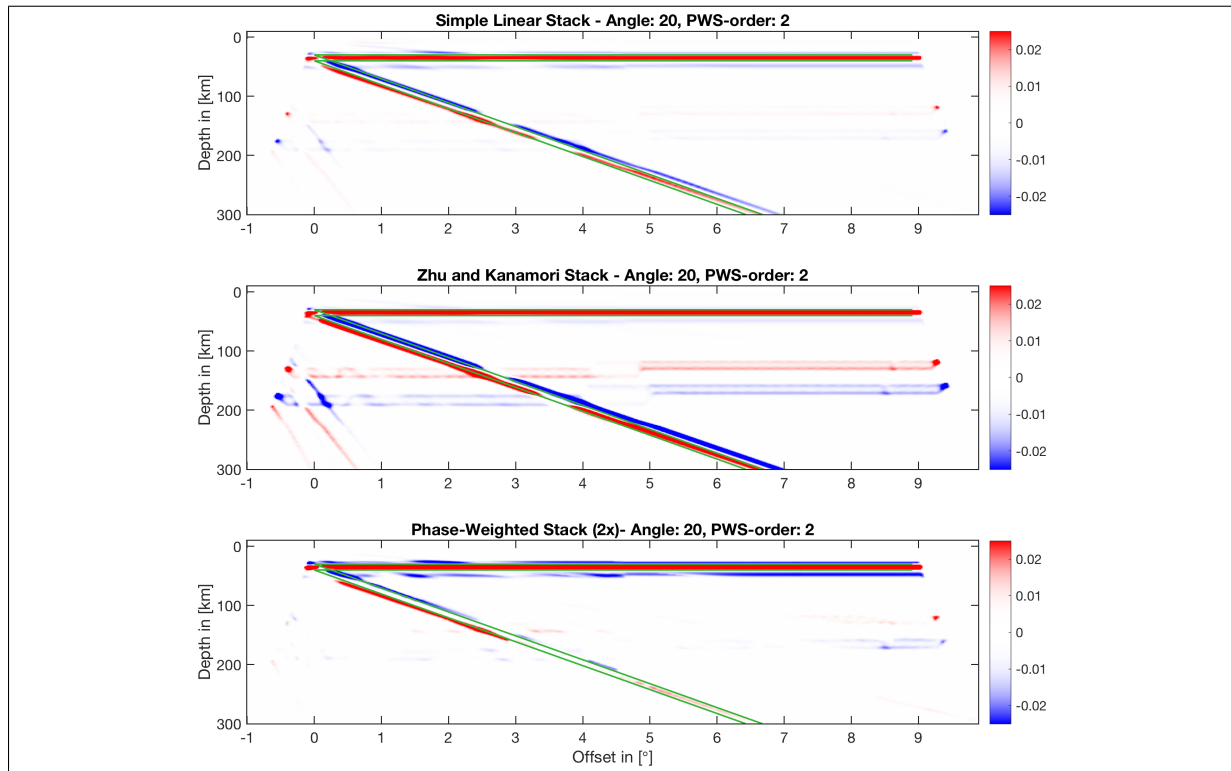 Simple Linear Stack - Angle: 20, PWS-order: 2
0
100
200
300
Depth in [km]
-1 0 1 2 3 4 5 6 7 8 9
0.02
0.01
0
-0.01
-0.02
Zhu and Kanamori Stack - Angle: 20, PWS-order: 2
0
100
200
300
Depth in [km]
-1 0 1 2 3 4 5 6 7 8 9
0.02
0.01
0
-0.01
-0.02
Phase-Weighted Stack (2x)- Angle: 20, PWS-order: 2
0
100
200
300
Depth in [km]
-1 0 1 2 3 4 5 6 7 8 9
Offset in [°]
0.02
0.01
0
-0.01
-0.02